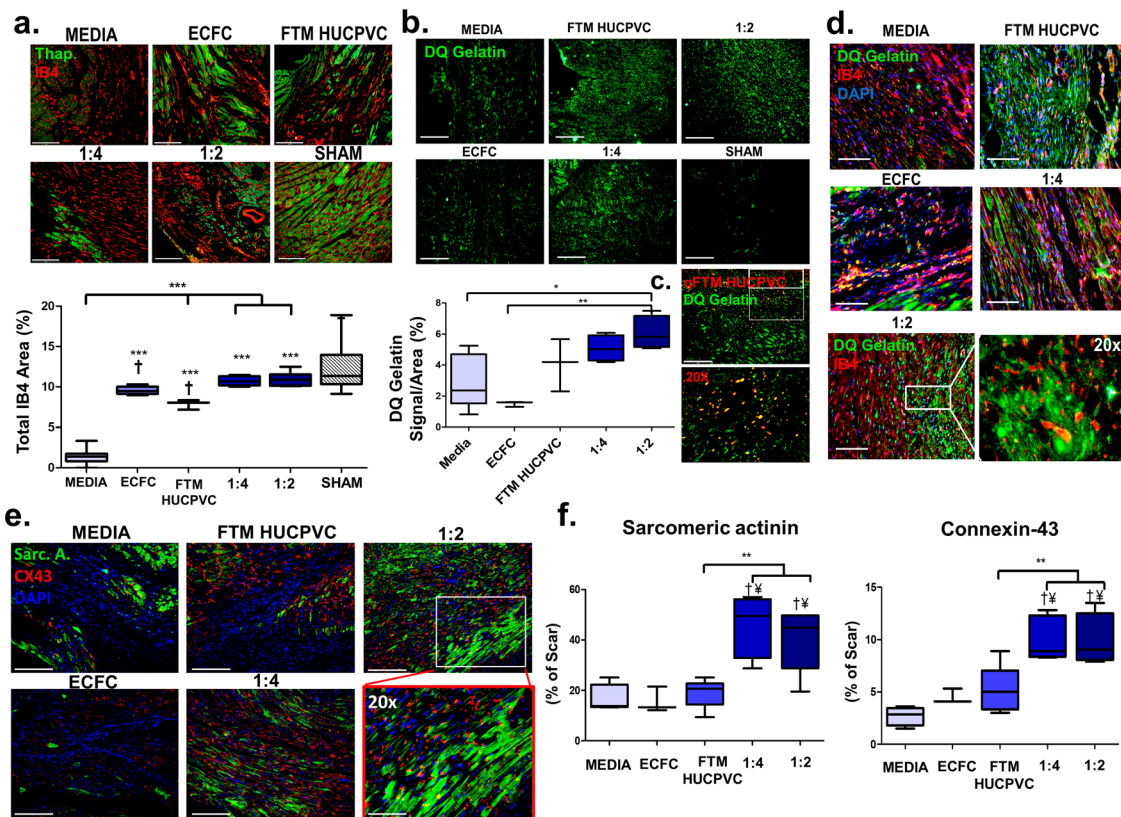 a.
MEDIA
ECFC
FTM HUCPVC
Thap.
IB4
1:4
1:2
SHAM
Total IB4 Area (%)
20
15
10
5
0
***
***
†
***
†
***
***
MEDIA
ECFC
FTM
HUCPVC
1:4
1:2
SHAM
b.
MEDIA
FTM HUCPVC
1:2
DQ Gelatin
ECFC
1:4
SHAM
DQ Gelatin
Signal/Area (%)
8
6
4
2
0
*
**
Media
ECFC
FTM HUCPVC
1:4
1:2
c.
FTM HUCPVC
DQ Gelatin
20x
d.
MEDIA
FTM HUCPVC
DQ Gelatin
IB4
DAPI
ECFC
1:4
1:2
DQ Gelatin
IB4
20x
e.
MEDIA
FTM HUCPVC
1:2
Sarc. A.
CX43
DAPI
ECFC
1:4
20x
f.
Sarcomeric actinin
(% of Scar)
60
40
20
0
**
†¥
†¥
MEDIA
ECFC
FTM
HUCPVC
1:4
1:2
Connexin-43
(% of Scar)
15
10
5
0
**
†¥
†¥
MEDIA
ECFC
FTM
HUCPVC
1:4
1:2